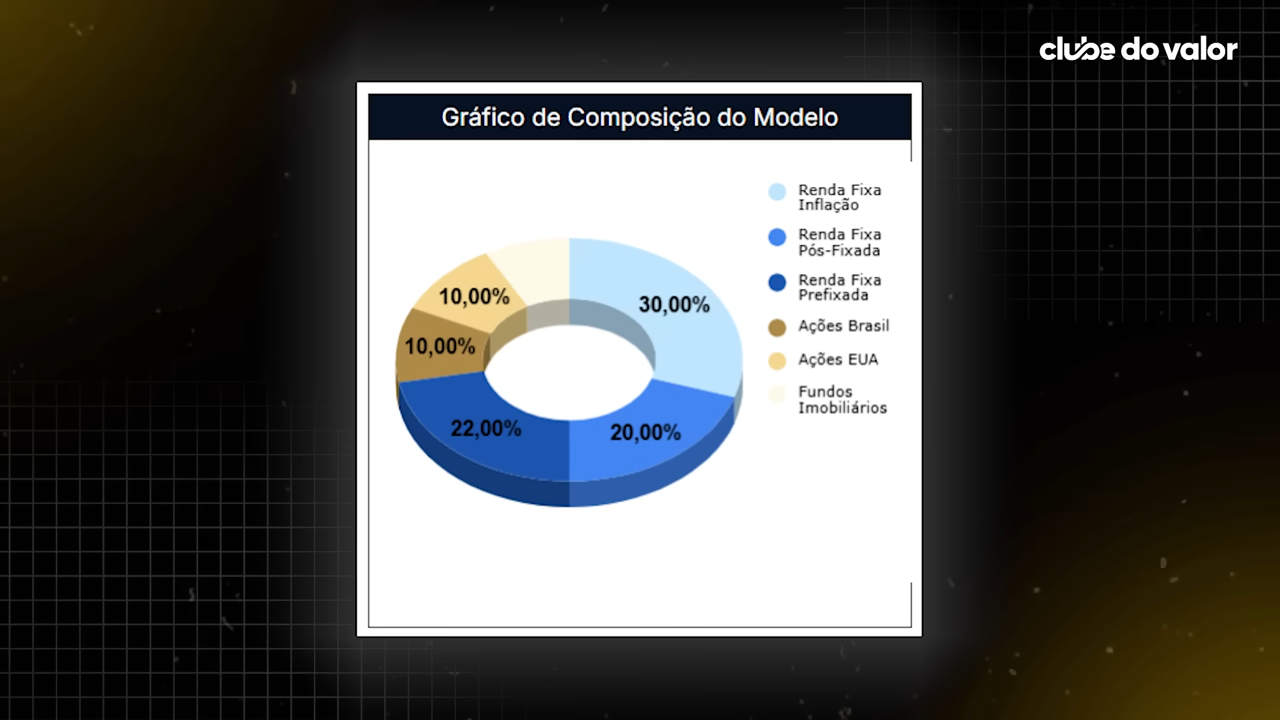 clube do valor
Gráfico de Composição do Modelo
Renda Fixa
Inflação
Renda Fixa
Pós-Fixada
Renda Fixa
Prefixada
Ações Brasil
Ações EUA
Fundos
Imobiliários
10,00%
30,00%
10,00%
22,00%
20,00%